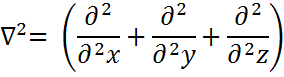 ∇² = (∂²/∂²x + ∂²/∂²y + ∂²/∂²z)